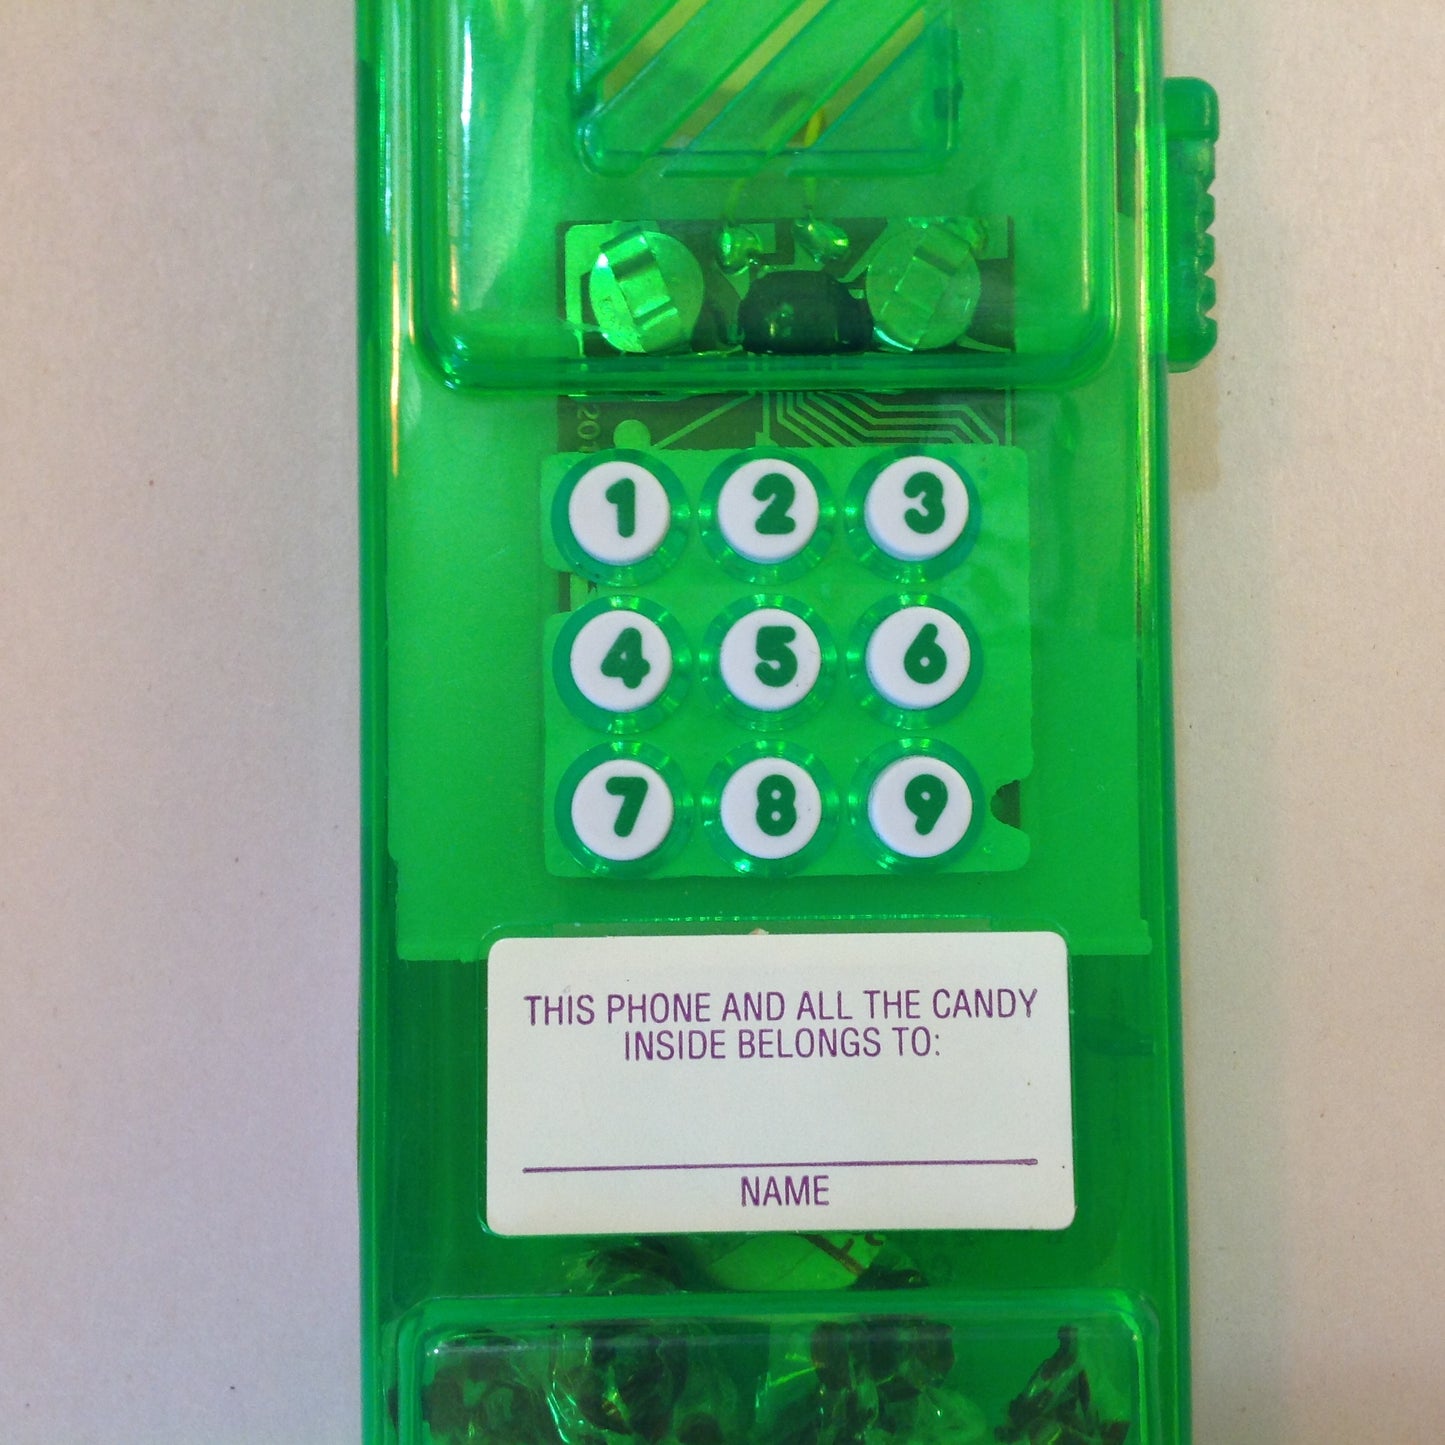 201
1 2 3
4 5 6
7 8 9
THIS PHONE AND ALL THE CANDY
INSIDE BELONGS TO:
NAME